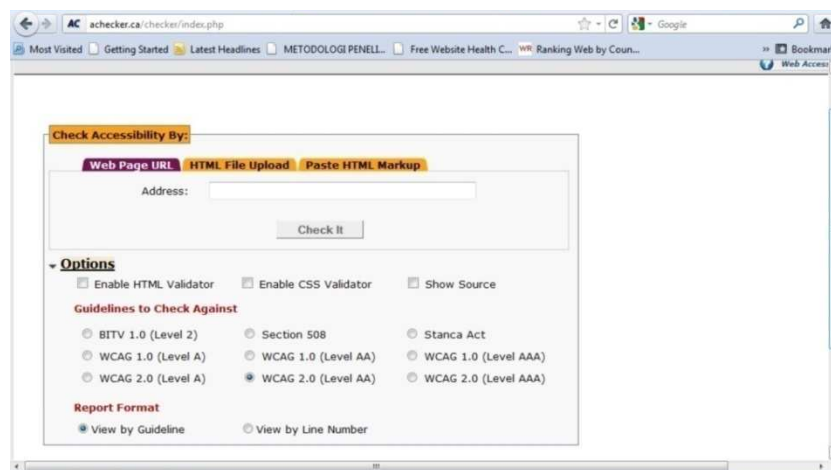 AC achecker.ca/checker/index.php Google
Most Visited Getting Started Latest Headlines METODOLOGI PENELI... Free Website Health C... WR Ranking Web by Coun... » Bookmar
Web Access
Check Accessibility By:
Web Page URL HTML File Upload Paste HTML Markup
Address:
Check It
Options
Enable HTML Validator Enable CSS Validator Show Source
Guidelines to Check Against
BITV 1.0 (Level 2) Section 508 Stanca Act
WCAG 1.0 (Level A) WCAG 1.0 (Level AA) WCAG 1.0 (Level AAA)
WCAG 2.0 (Level A) WCAG 2.0 (Level AA) WCAG 2.0 (Level AAA)
Report Format
View by Guideline View by Line Number